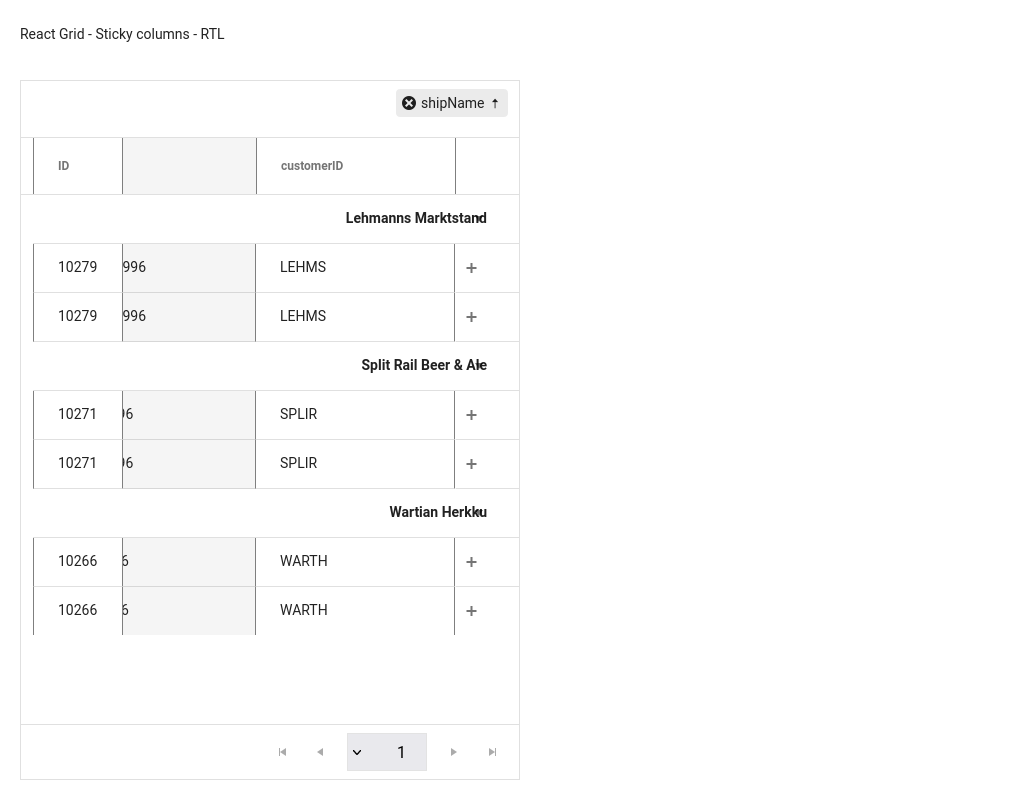 React Grid - Sticky columns - RTL
shipName
ID customerID
Lehmanns Marktstand
10279 996 LEHMS +
10279 996 LEHMS +
Split Rail Beer & Ale
10271 96 SPLIR +
10271 96 SPLIR +
Wartian Herkku
10266 6 WARTH +
10266 6 WARTH +
1